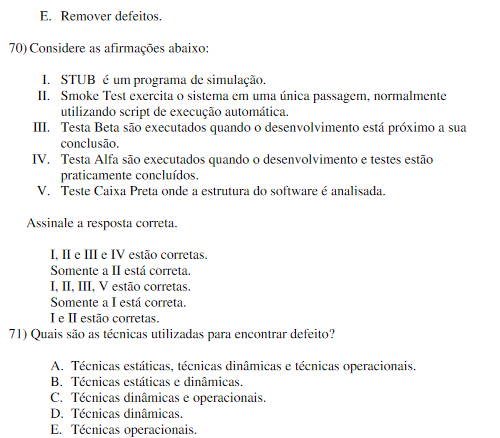 E. Remover defeitos.
70) Considere as afirmações abaixo:
I. STUB é um programa de simulação.
II. Smoke Test exercita o sistema em uma única passagem, normalmente
utilizando script de execução automática.
III. Testa Beta são executados quando o desenvolvimento está próximo a sua
conclusão.
IV. Testa Alfa são executados quando o desenvolvimento e testes estão
praticamente concluídos.
V. Teste Caixa Preta onde a estrutura do software é analisada.
Assinale a resposta correta.
I, II e III e IV estão corretas.
Somente a II está correta.
I, II, III, V estão corretas.
Somente a I está correta.
I e II estão corretas.
71) Quais são as técnicas utilizadas para encontrar defeito?
A. Técnicas estáticas, técnicas dinâmicas e técnicas operacionais.
B. Técnicas estáticas e dinâmicas.
C. Técnicas dinâmicas e operacionais.
D. Técnicas dinâmicas.
E. Técnicas operacionais.